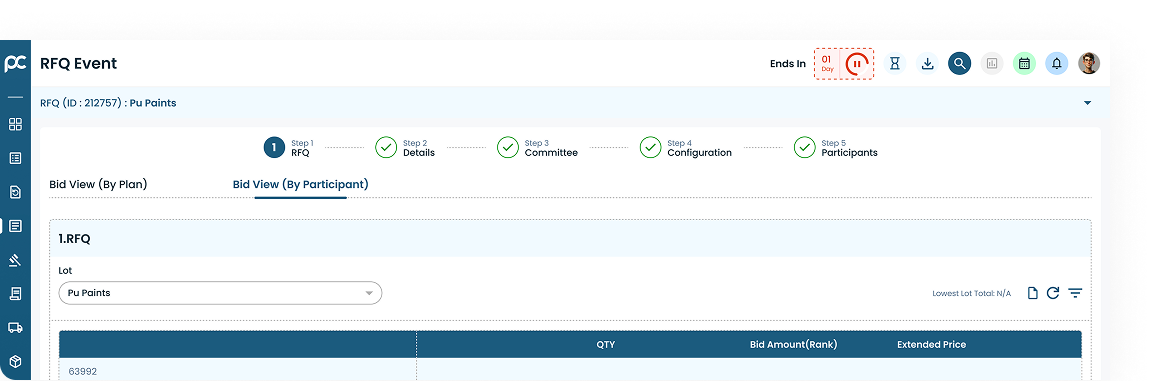 pc
RFQ Event
Ends In
01
Day
RFQ (ID : 212757) : Pu Paints
1
Step 1
RFQ
Step 2
Details
Step 3
Committee
Step 4
Configuration
Step 5
Participants
Bid View (By Plan)
Bid View (By Participant)
1.RFQ
Lot
Pu Paints
Lowest Lot Total: N/A
QTY
Bid Amount(Rank)
Extended Price
63992